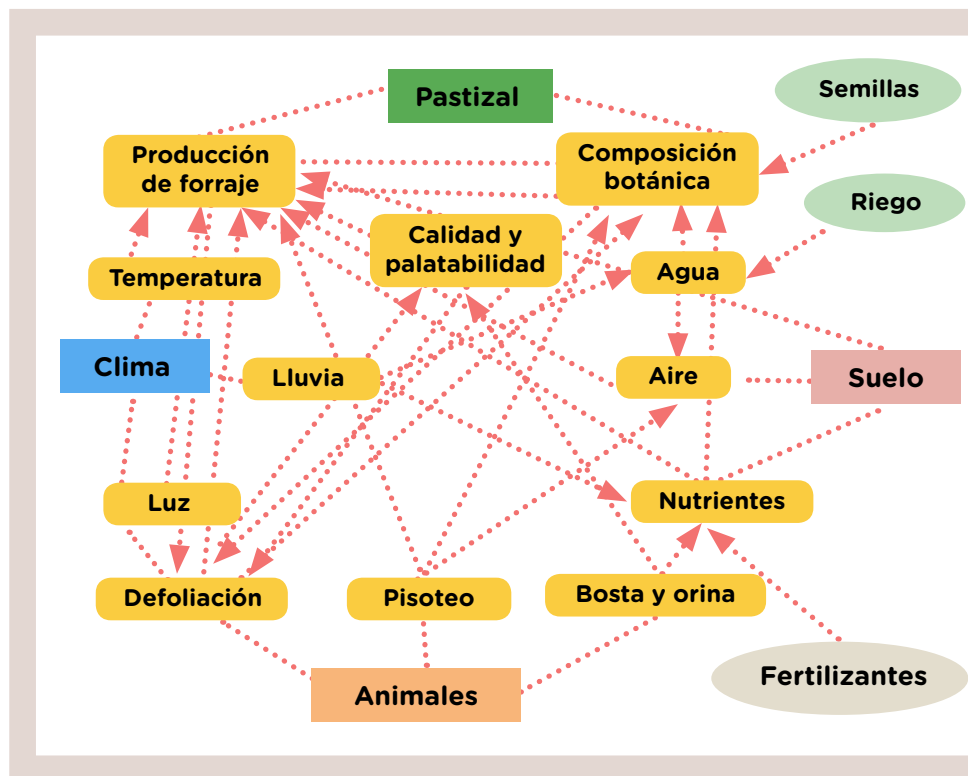 Pastizal
Semillas
Producción
de forraje
Composición
botánica
Riego
Calidad y
palatabilidad
Temperatura
Agua
Clima
Lluvia
Aire
Suelo
Luz
Nutrientes
Defoliación
Pisoteo
Bosta y orina
Fertilizantes
Animales